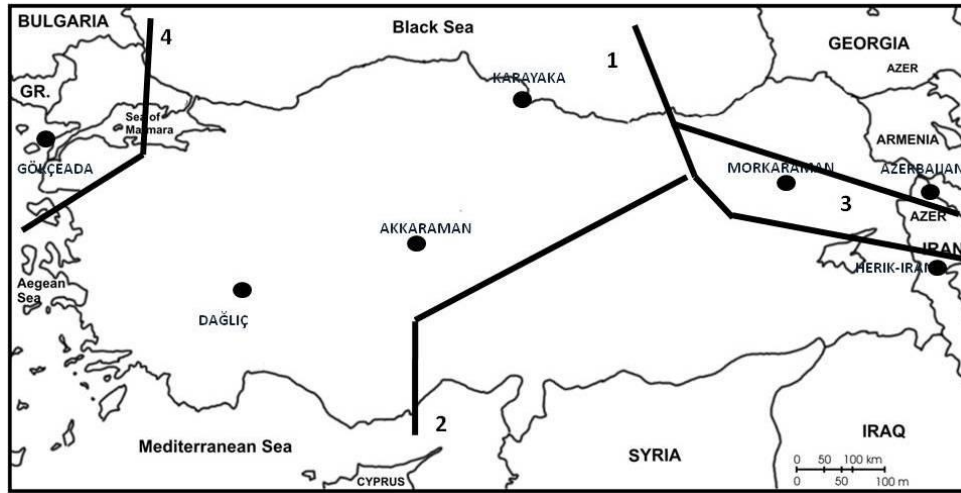 BULGARIA
4
Black Sea
1
GEORGIA
AZER
KARAYAKA
GR.
Sea of
Marmara
ARMENIA
GÖKÇEADA
MORKARAMAN
AZERBAIJAN
3
AZER
AKKARAMAN
IRAN
HERIK-IRAN
Aegean
Sea
DAĞLIÇ
2
Mediterranean Sea
SYRIA
IRAQ
CYPRUS
0 50 100 km
0 50 100 m